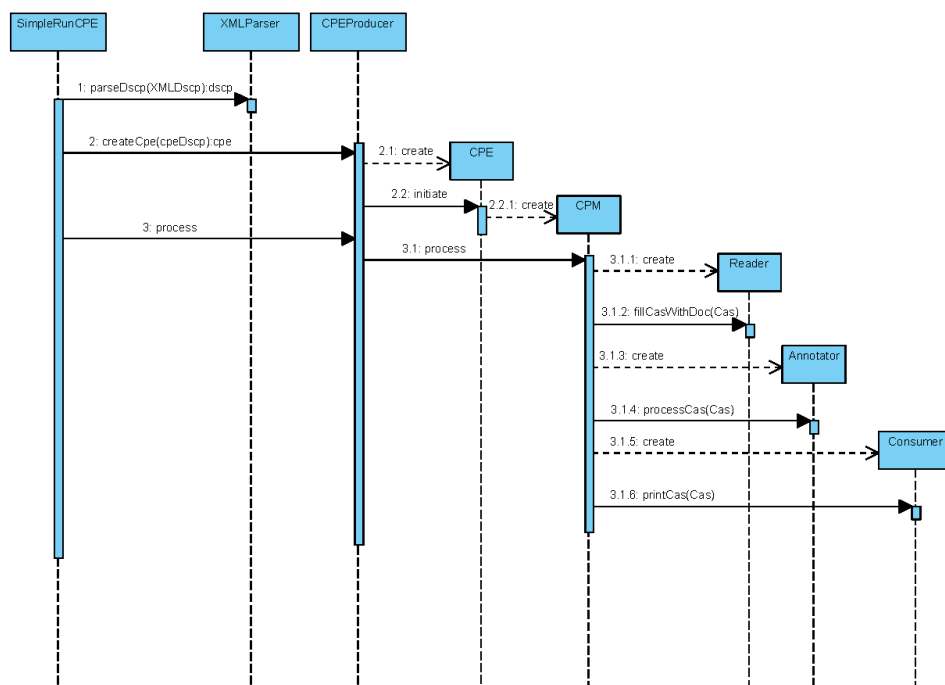 SimpleRunCPE
XMLParser
CPEProducer
1: parseDscp(XMLDscp):dscp
2: createCpe(cpeDscp):cpe
2.1: create
CPE
2.2: initiate
2.2.1: create
CPM
3: process
3.1: process
3.1.1: create
Reader
3.1.2: fillCasWithDoc(Cas)
3.1.3: create
Annotator
3.1.4: processCas(Cas)
3.1.5: create
Consumer
3.1.6: printCas(Cas)